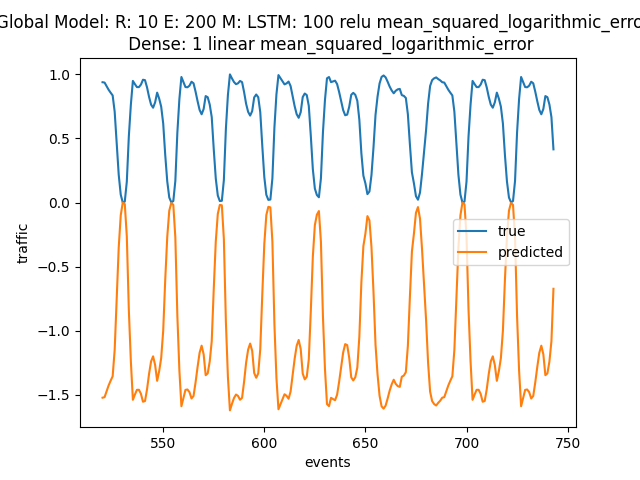 Global Model: R: 10 E: 200 M: LSTM: 100 relu mean_squared_logarithmic_erro
Dense: 1 linear mean_squared_logarithmic_error
1.0
0.5
0.0
−0.5
−1.0
−1.5
traffic
true
predicted
550
600
650
700
750
events